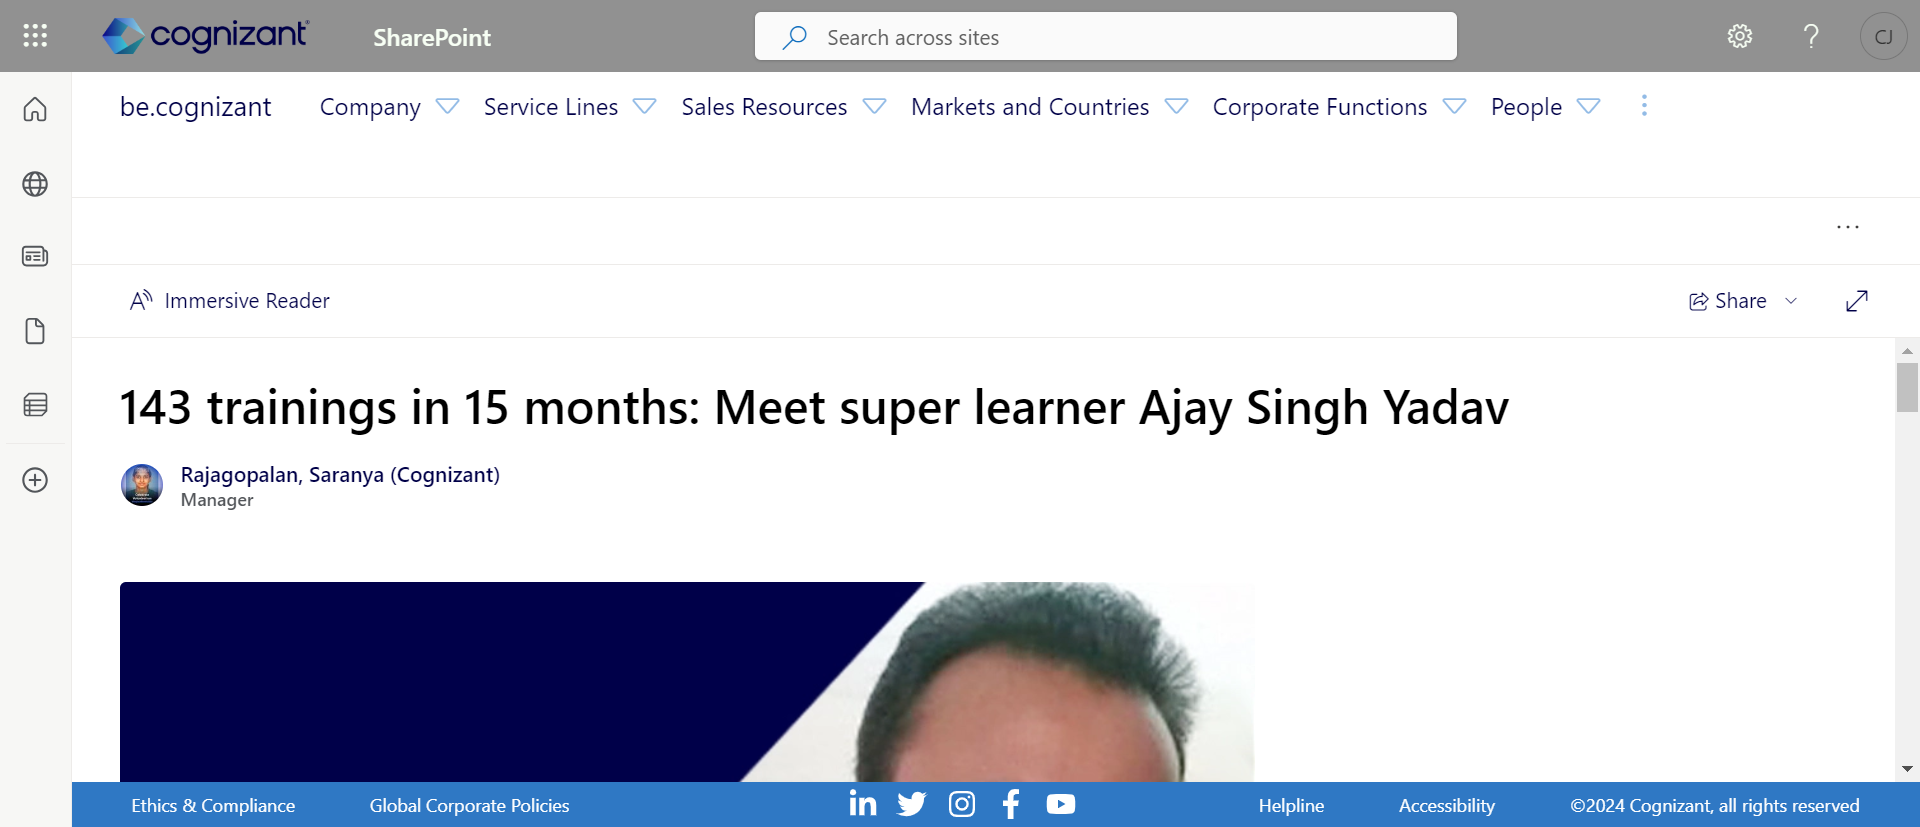 cognizant
SharePoint
Search across sites
CJ
be.cognizant
Company
Service Lines
Sales Resources
Markets and Countries
Corporate Functions
People
Immersive Reader
Share
143 trainings in 15 months: Meet super learner Ajay Singh Yadav
Rajagopalan, Saranya (Cognizant)
Manager
Ethics & Compliance
Global Corporate Policies
Helpline
Accessibility
©2024 Cognizant, all rights reserved